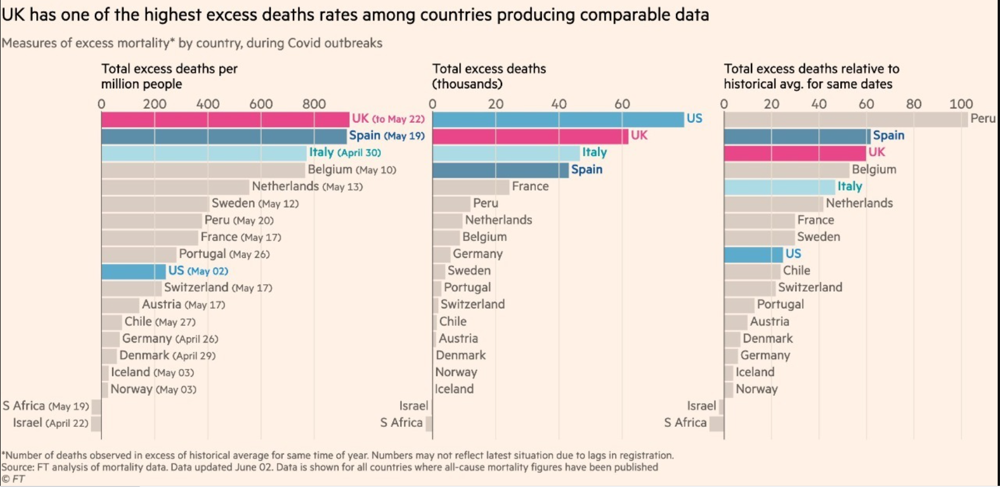 UK has one of the highest excess deaths rates among countries producing comparable data
Measures of excess mortality* by country, during Covid outbreaks
Total excess deaths per
million people
0 200 400 600 800
UK (to May 22)
Spain (May 19)
Italy (April 30)
Belgium (May 10)
Netherlands (May 13)
Sweden (May 12)
Peru (May 20)
France (May 17)
Portugal (May 26)
US (May 02)
Switzerland (May 17)
Austria (May 17)
Chile (May 27)
Germany (April 26)
Denmark (April 29)
Iceland (May 03)
Norway (May 03)
S Africa (May 19)
Israel (April 22)
Total excess deaths
(thousands)
0 20 40 60
US
UK
Italy
Spain
France
Peru
Netherlands
Belgium
Germany
Sweden
Portugal
Switzerland
Chile
Austria
Denmark
Norway
Iceland
Israel
S Africa
Total excess deaths relative to
historical avg. for same dates
0 20 40 60 80 100
Peru
Spain
UK
Belgium
Italy
Netherlands
France
Sweden
US
Chile
Switzerland
Portugal
Austria
Denmark
Germany
Iceland
Norway
Israel
S Africa
*Number of deaths observed in excess of historical average for same time of year. Numbers may not reflect latest situation due to lags in registration.
Source: FT analysis of mortality data. Data updated June 02. Data is shown for all countries where all-cause mortality figures have been published
© FT